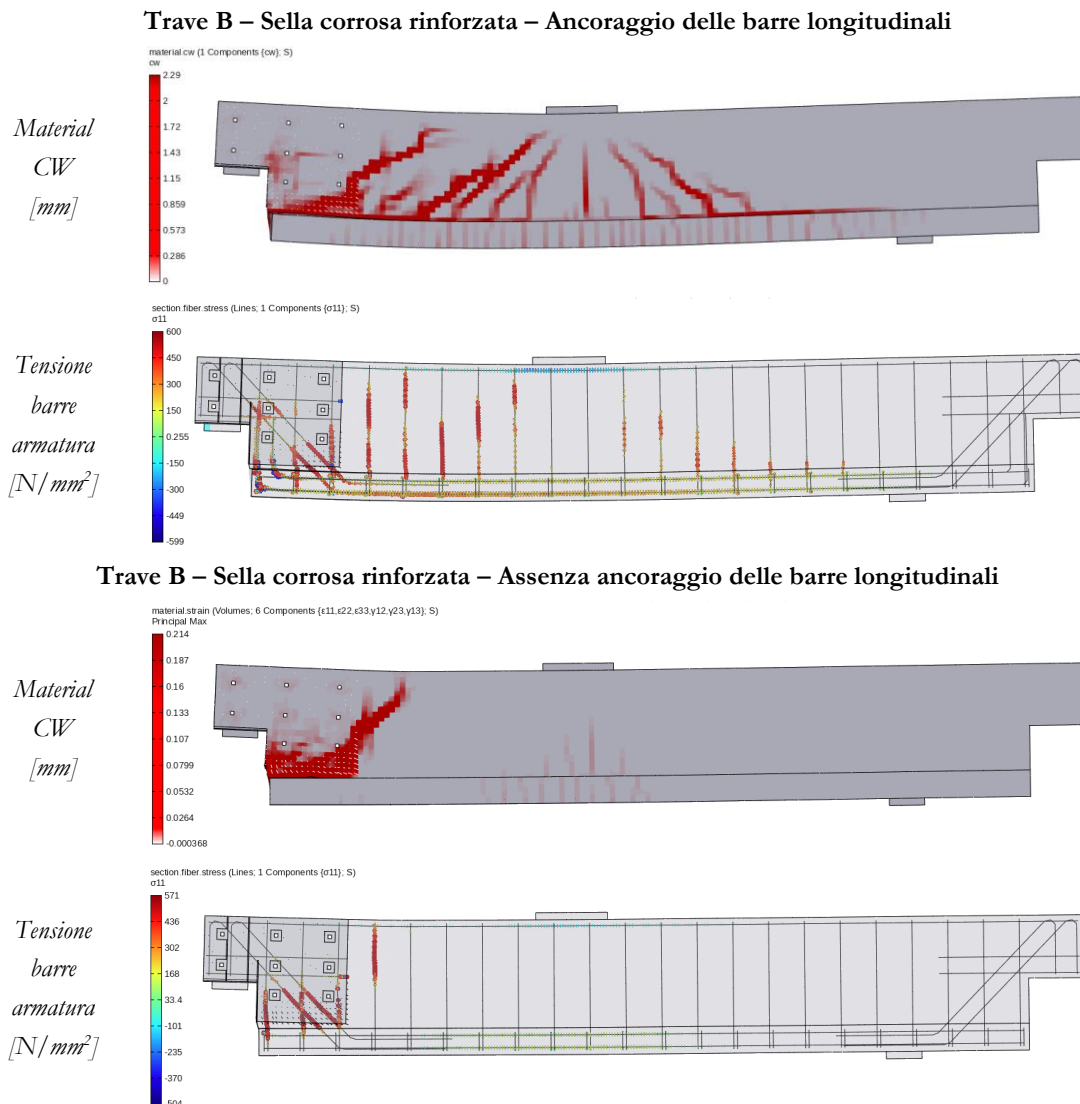 Trave B – Sella corrosa rinforzata – Ancoraggio delle barre longitudinali
material.cw (1 Components {cw}; S)
cw
2.29
2
1.72
1.43
1.15
0.859
0.573
0.286
0
Material
CW
[mm]
section.fiber.stress (Lines; 1 Components {σ11}; S)
σ11
600
450
300
150
0.255
-150
-300
-449
-599
Tensione
barre
armatura
[N/mm²]
Trave B – Sella corrosa rinforzata – Assenza ancoraggio delle barre longitudinali
material.strain (Volumes; 6 Components {ε11,ε22,ε33,γ12,γ23,γ13}; S)
Principal Max
0.214
0.187
0.16
0.133
0.107
0.0799
0.0532
0.0264
-0.000368
Material
CW
[mm]
section.fiber.stress (Lines; 1 Components {σ11}; S)
σ11
571
436
302
168
33.4
-101
-235
-370
-504
Tensione
barre
armatura
[N/mm²]